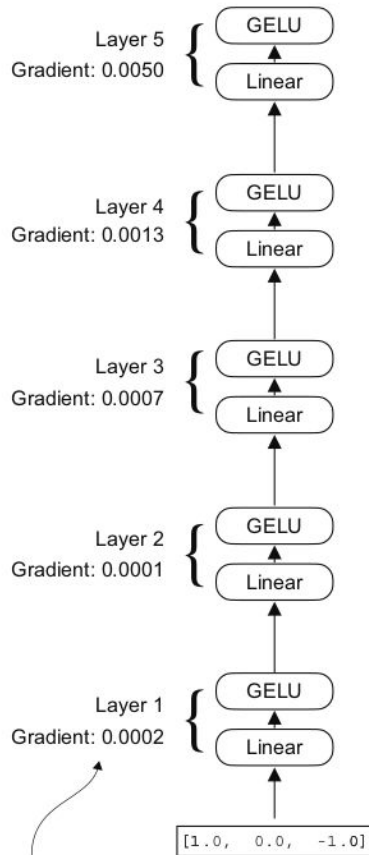 GELU
Layer 5
Gradient: 0.0050
Linear
GELU
Layer 4
Gradient: 0.0013
Linear
GELU
Layer 3
Gradient: 0.0007
Linear
GELU
Layer 2
Gradient: 0.0001
Linear
GELU
Layer 1
Gradient: 0.0002
Linear
[1.0, 0.0, -1.0]